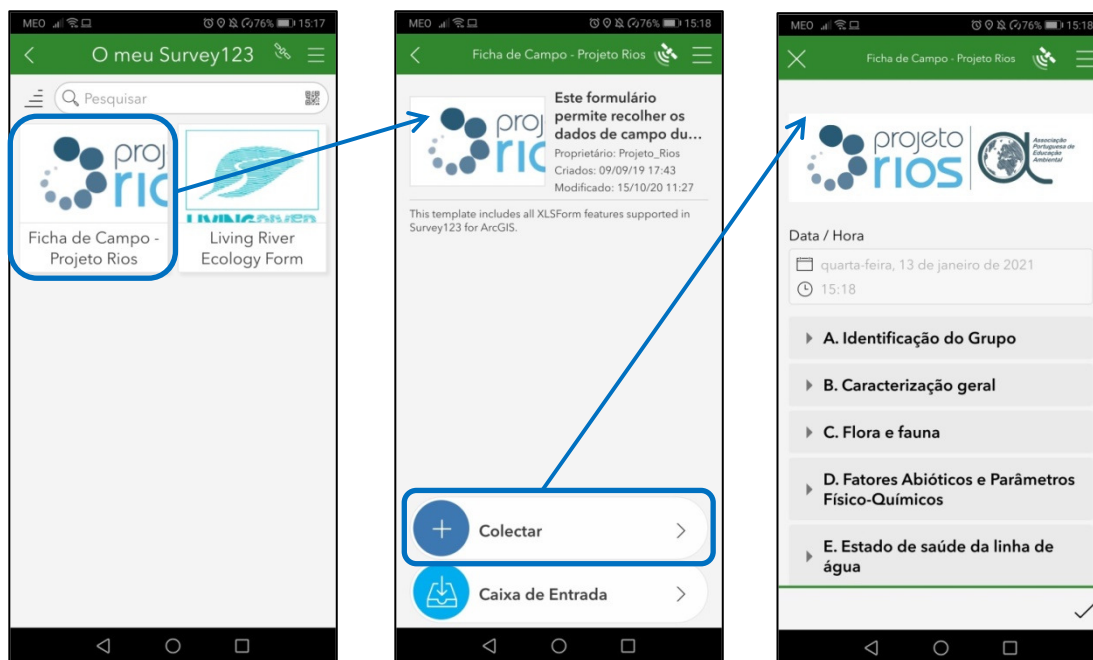 MEO 76% 15:17
O meu Survey123
Pesquisar
proj
rio
Ficha de Campo -
Projeto Rios
LIVINGRIVER
Living River
Ecology Form
MEO 76% 15:18
Ficha de Campo - Projeto Rios
proj
rio
Este formulário
permite recolher os
dados de campo du...
Proprietário: Projeto_Rios
Criados: 09/09/19 17:43
Modificado: 15/10/20 11:27
This template includes all XLSForm features supported in
Survey123 for ArcGIS.
Colectar
Caixa de Entrada
MEO 76% 15:18
Ficha de Campo - Projeto Rios
projeto
rios
Associação
Portuguesa de
Educação
Ambiental
Data / Hora
quarta-feira, 13 de janeiro de 2021
15:18
A. Identificação do Grupo
B. Caracterização geral
C. Flora e fauna
D. Fatores Abióticos e Parâmetros
Físico-Químicos
E. Estado de saúde da linha de
água